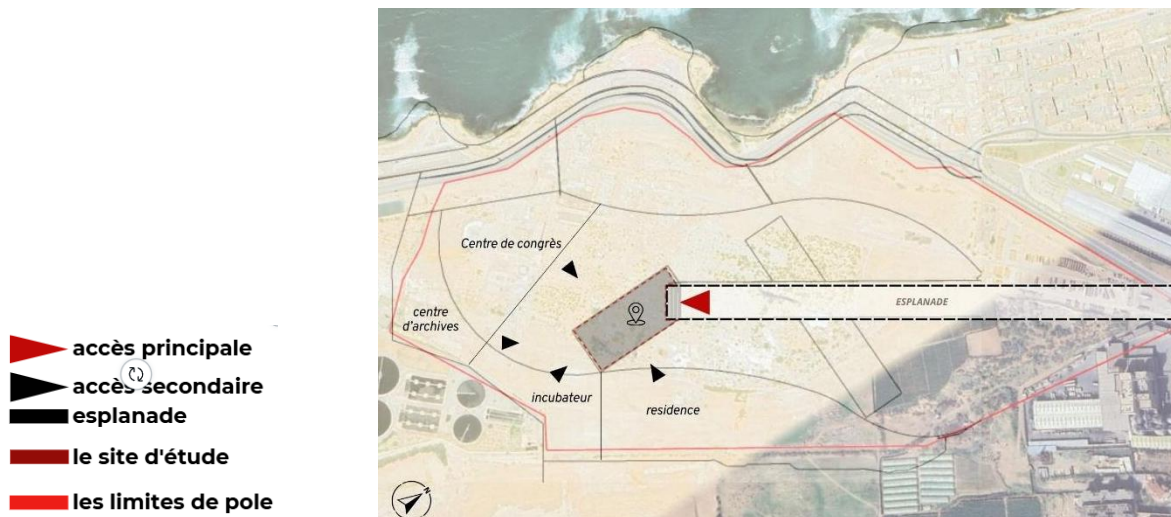 Centre de congrès
centre
d'archives
ESPLANADE
incubateur
residence
N
accès principale
accès secondaire
esplanade
le site d'étude
les limites de pole